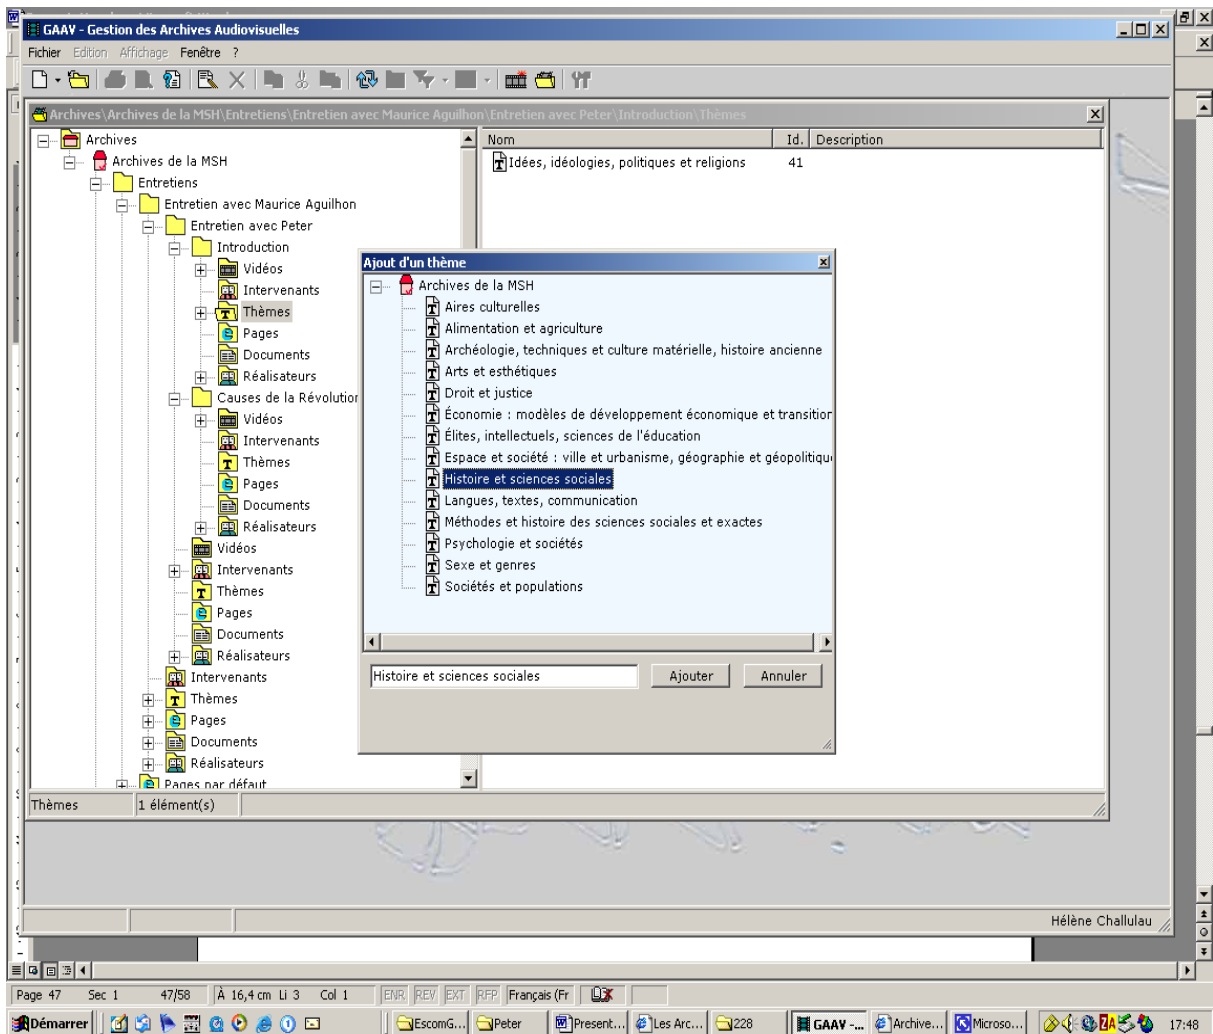 GAAV - Gestion des Archives Audiovisuelles
Fichier Edition Affichage Fenêtre ?
Archives\Archives de la MSH\Entretiens\Entretien avec Maurice Aguilhon\Entretien avec Peter\Introduction\Thèmes
Archives
Archives de la MSH
Entretiens
Entretien avec Maurice Aguilhon
Entretien avec Peter
Introduction
Vidéos
Intervenants
Thèmes
Pages
Documents
Réalisateurs
Causes de la Révolution
Vidéos
Intervenants
Thèmes
Pages
Documents
Réalisateurs
Vidéos
Intervenants
Thèmes
Pages
Documents
Réalisateurs
Intervenants
Thèmes
Pages
Documents
Réalisateurs
Pages par défaut
Nom Id. Description
Idées, idéologies, politiques et religions 41
Ajout d'un thème
Archives de la MSH
Aires culturelles
Alimentation et agriculture
Archéologie, techniques et culture matérielle, histoire ancienne
Arts et esthétiques
Droit et justice
Économie : modèles de développement économique et transition
Élites, intellectuels, sciences de l'éducation
Espace et société : ville et urbanisme, géographie et géopolitiqu
Histoire et sciences sociales
Langues, textes, communication
Méthodes et histoire des sciences sociales et exactes
Psychologie et sociétés
Sexe et genres
Sociétés et populations
Histoire et sciences sociales Ajouter Annuler
Thèmes 1 élément(s)
Hélène Challulau
Page 47 Sec 1 47/58 À 16,4 cm Li 3 Col 1 ENR REV EXT RFP Français (Fr
Démarrer EscomG... Peter Present... Les Arc... 228 GAAV -... Archive... Microso... 17:48